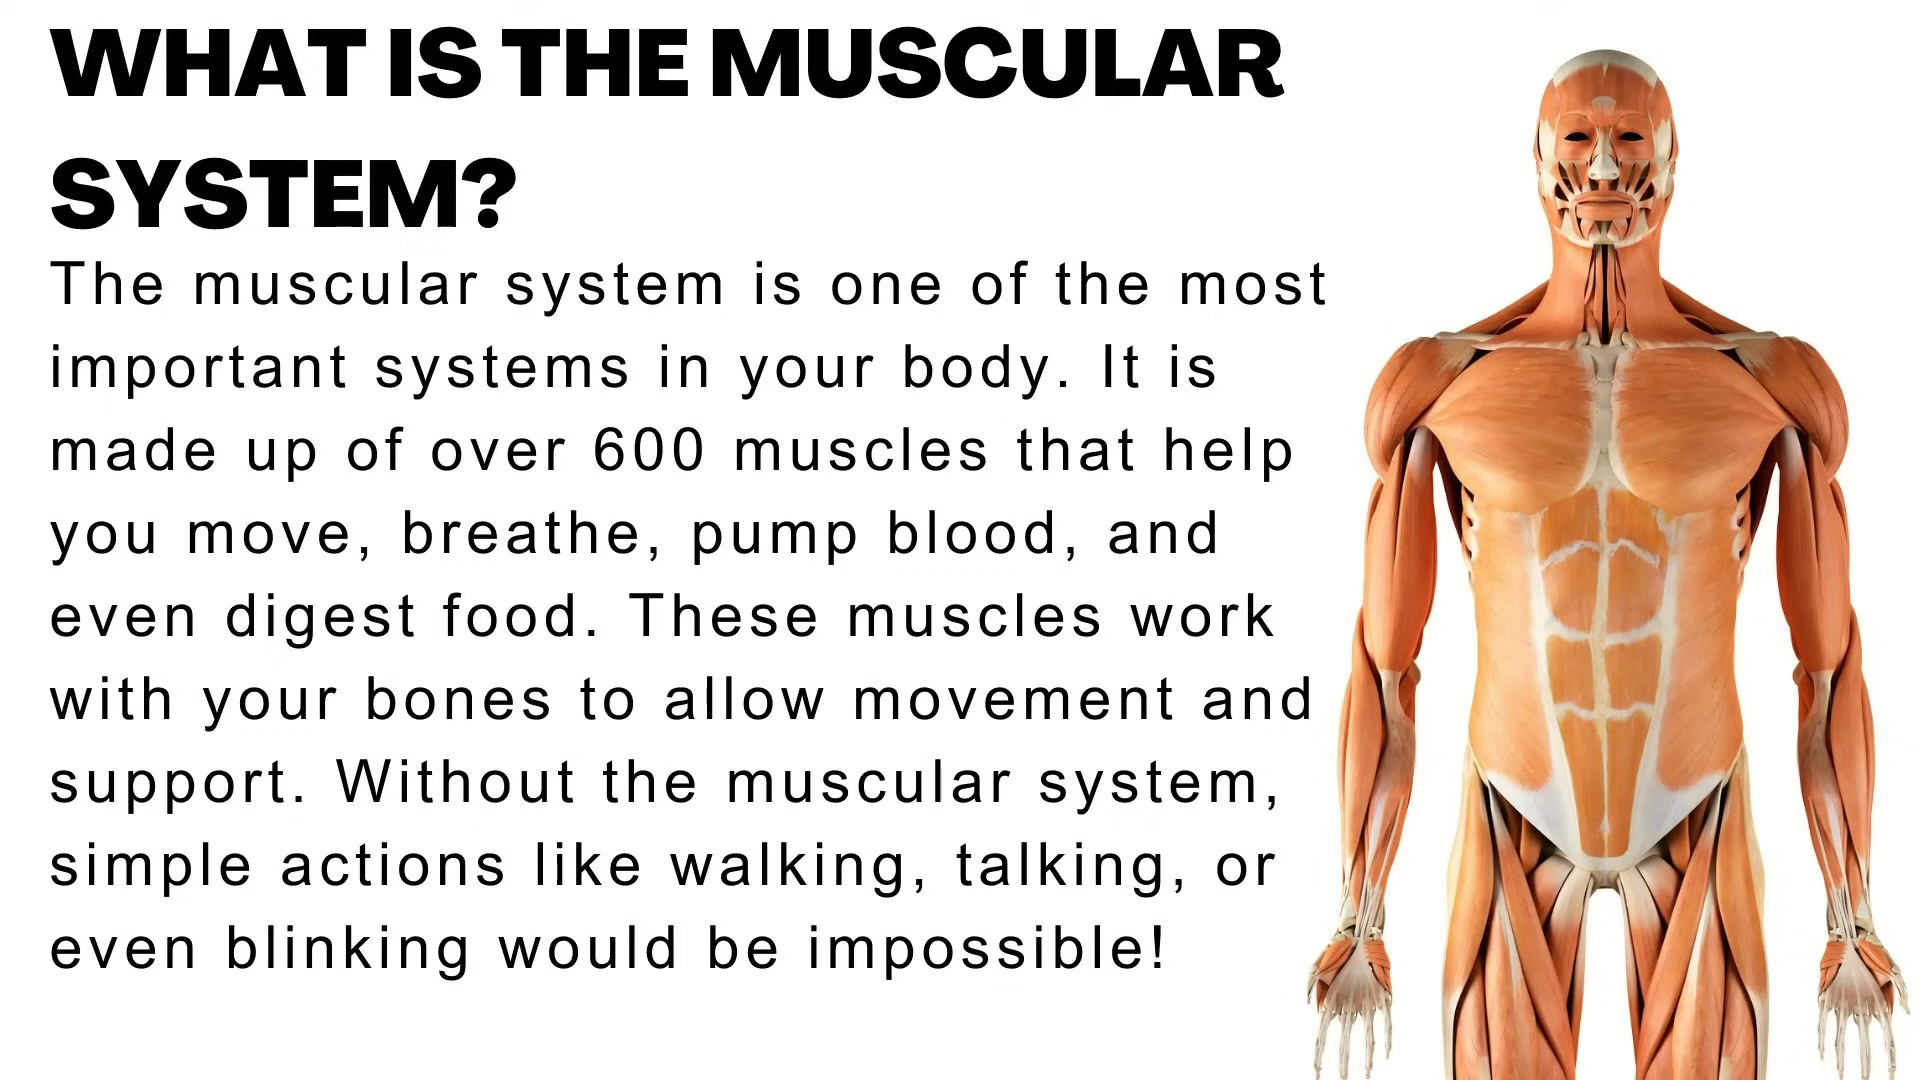 WHAT IS THE MUSCULAR
SYSTEM?
The muscular system is one of the most
important systems in your body. It is
made up of over 600 muscles that help
you move, breathe, pump blood, and
even digest food. These muscles work
with your bones to allow movement and
support. Without the muscular system,
simple actions like walking, talking, or
even blinking would be impossible!